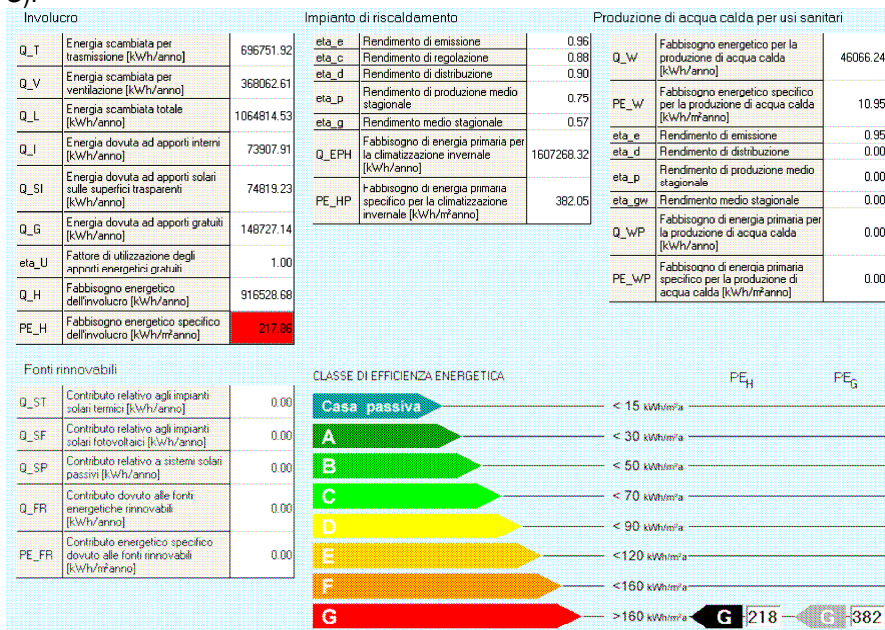 Involucro
Q_T Energia scambiata per trasmissione [kWh/anno] 696751.92
Q_V Energia scambiata per ventilazione [kWh/anno] 368062.61
Q_L Energia scambiata totale [kWh/anno] 1064814.53
Q_I Energia dovuta ad apporti interni [kWh/anno] 73907.91
Q_SI Energia dovuta ad apporti solari sulle superfici trasparenti [kWh/anno] 74819.23
Q_G Energia dovuta ad apporti gratuiti [kWh/anno] 148727.14
eta_U Fattore di utilizzazione degli apporti energetici gratuiti 1.00
Q_H Fabbisogno energetico dell'involucro [kWh/anno] 916528.68
PE_H Fabbisogno energetico specifico dell'involucro [kWh/m²anno] 217.86
Impianto di riscaldamento
eta_e Rendimento di emissione 0.96
eta_c Rendimento di regolazione 0.88
eta_d Rendimento di distribuzione 0.90
eta_p Rendimento di produzione medio stagionale 0.75
eta_g Rendimento medio stagionale 0.57
Q_EPH Fabbisogno di energia primaria per la climatizzazione invernale [kWh/anno] 1607268.32
PE_HP Fabbisogno di energia primaria specifico per la climatizzazione invernale [kWh/m²anno] 382.05
Produzione di acqua calda per usi sanitari
Q_W Fabbisogno energetico per la produzione di acqua calda [kWh/anno] 46066.24
PE_W Fabbisogno energetico specifico per la produzione di acqua calda [kWh/m²anno] 10.95
eta_e Rendimento di emissione 0.95
eta_d Rendimento di distribuzione 0.00
eta_p Rendimento di produzione medio stagionale 0.00
eta_gw Rendimento medio stagionale 0.00
Q_WP Fabbisogno di energia primaria per la produzione di acqua calda [kWh/anno] 0.00
PE_WP Fabbisogno di energia primaria specifico per la produzione di acqua calda [kWh/m²anno] 0.00
Fonti rinnovabili
Q_ST Contributo relativo agli impianti solari termici [kWh/anno] 0.00
Q_SF Contributo relativo agli impianti solari fotovoltaici [kWh/anno] 0.00
Q_SP Contributo relativo a sistemi solari passivi [kWh/anno] 0.00
Q_FR Contributo dovuto alle fonti energetiche rinnovabili [kWh/anno] 0.00
PE_FR Contributo energetico specifico dovuto alle fonti rinnovabili [kWh/m²anno] 0.00
CLASSE DI EFFICIENZA ENERGETICA PEH PEG
Casa passiva < 15 kWh/m²a
A < 30 kWh/m²a
B < 50 kWh/m²a
C < 70 kWh/m²a
D < 90 kWh/m²a
E <120 kWh/m²a
F <160 kWh/m²a
G >160 kWh/m²a G 218 G 382